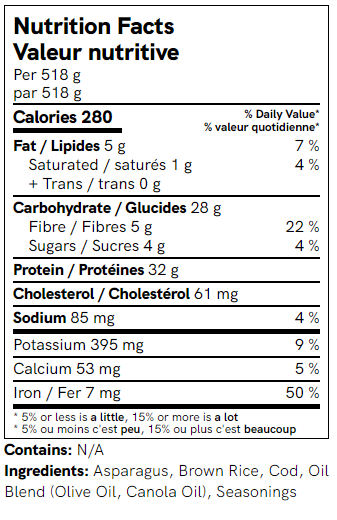 Nutrition Facts
Valeur nutritive
Per 518 g
par 518 g
Calories 280 % Daily Value*
% valeur quotidienne*
Fat / Lipides 5 g 7 %
Saturated / saturés 1 g 4 %
+ Trans / trans 0 g
Carbohydrate / Glucides 28 g
Fibre / Fibres 5 g 22 %
Sugars / Sucres 4 g 4 %
Protein / Protéines 32 g
Cholesterol / Cholestérol 61 mg
Sodium 85 mg 4 %
Potassium 395 mg 9 %
Calcium 53 mg 5 %
Iron / Fer 7 mg 50 %
* 5% or less is a little, 15% or more is a lot
* 5% ou moins c'est peu, 15% ou plus c'est beaucoup
Contains: N/A
Ingredients: Asparagus, Brown Rice, Cod, Oil
Blend (Olive Oil, Canola Oil), Seasonings